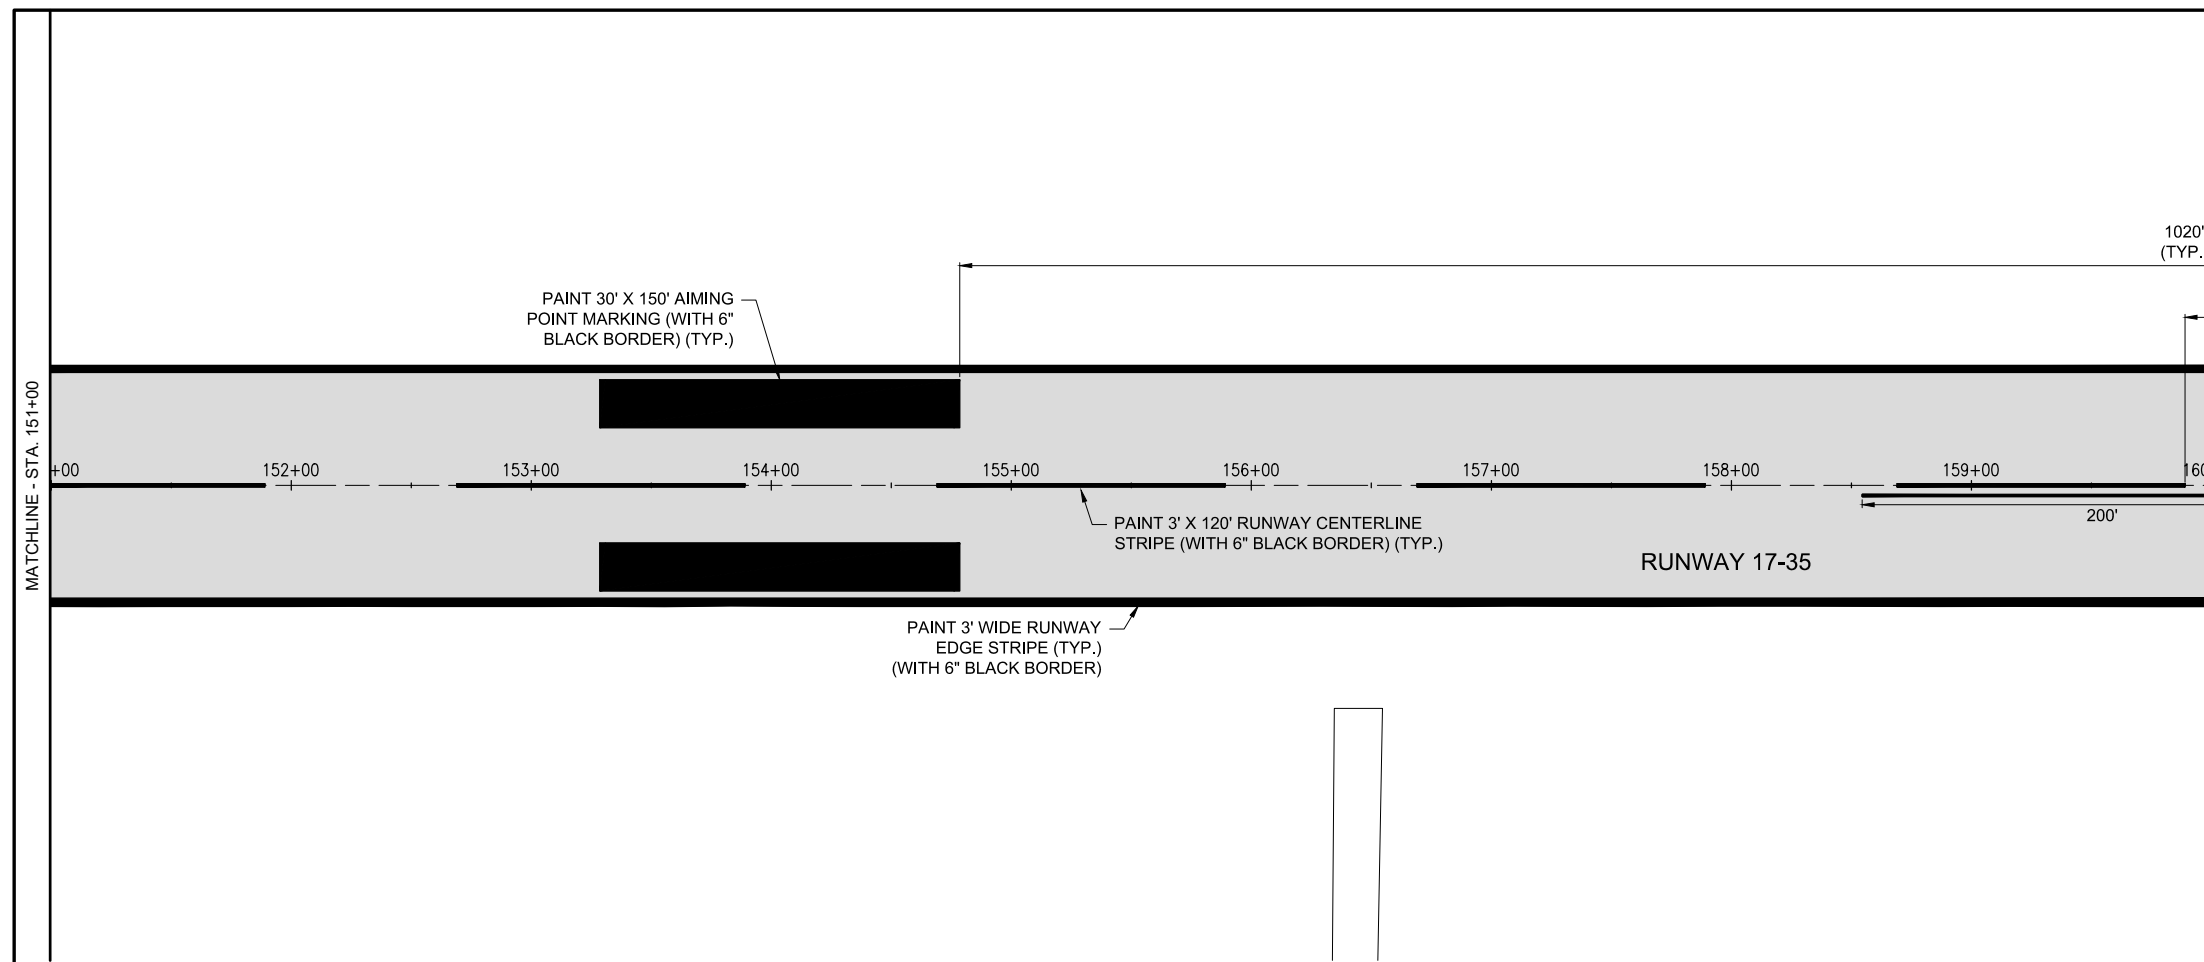 1020'
(TYP.
PAINT 30' X 150' AIMING
POINT MARKING (WITH 6"
BLACK BORDER) (TYP.)
MATCHLINE - STA. 151+00
+00 152+00 153+00 154+00 155+00 156+00 157+00 158+00 159+00 160
PAINT 3' X 120' RUNWAY CENTERLINE
STRIPE (WITH 6" BLACK BORDER) (TYP.)
200'
RUNWAY 17-35
PAINT 3' WIDE RUNWAY
EDGE STRIPE (TYP.)
(WITH 6" BLACK BORDER)